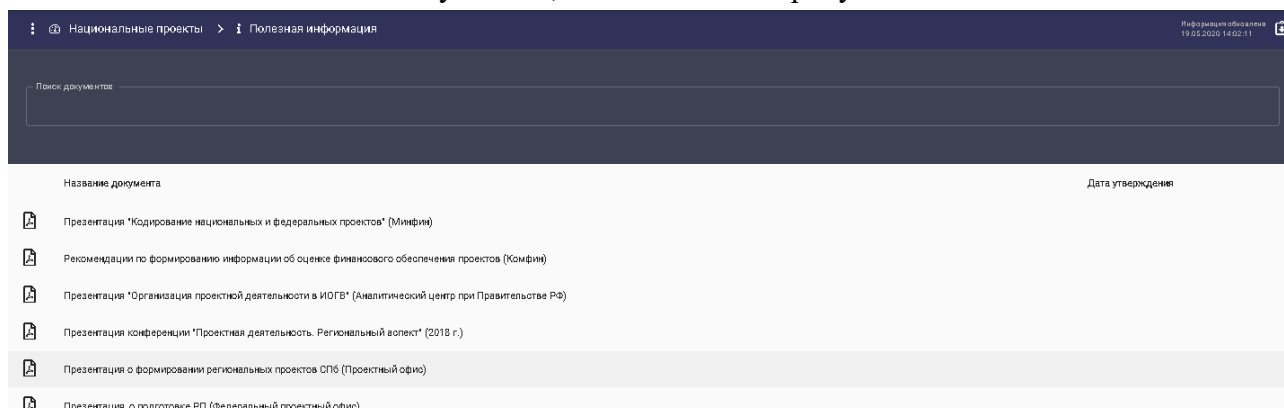 Национальные проекты > i Полезная информация
Информация обновлена
19.05.2020 14:02:11
Поиск документов
Название документа Дата утверждения
Презентация "Кодирование национальных и федеральных проектов" (Минфин)
Рекомендации по формированию информации об оценке финансового обеспечения проектов (Комфин)
Презентация "Организация проектной деятельности в ИОГВ" (Аналитический центр при Правительстве РФ)
Презентация конференции "Проектная деятельность. Региональный аспект" (2018 г.)
Презентация о формировании региональных проектов СПб (Проектный офис)
Презентация о подготовке РП (Федеральный проектный офис)